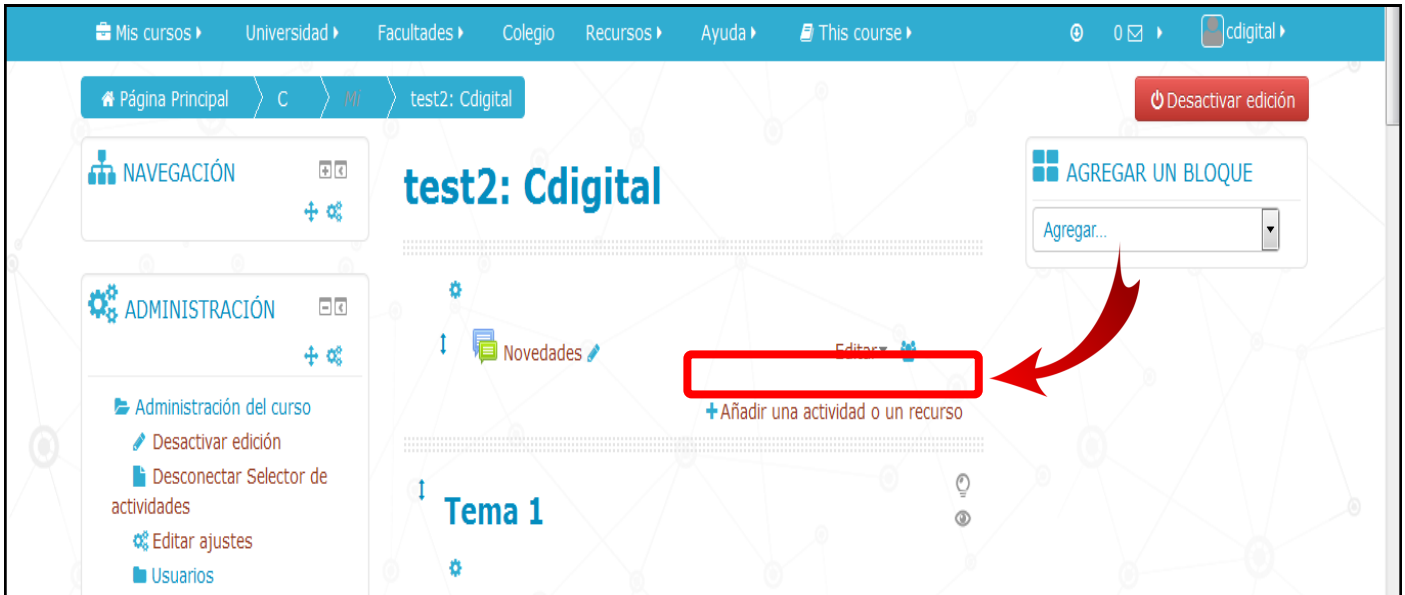 Mis cursos Universidad Facultades Colegio Recursos Ayuda This course 0 cdigital
Página Principal C Mi test2: Cdigital
Desactivar edición
NAVEGACIÓN
ADMINISTRACIÓN
Administración del curso
Desactivar edición
Desconectar Selector de
actividades
Editar ajustes
Usuarios
test2: Cdigital
Novedades Editar
+Añadir una actividad o un recurso
Tema 1
AGREGAR UN BLOQUE
Agregar...